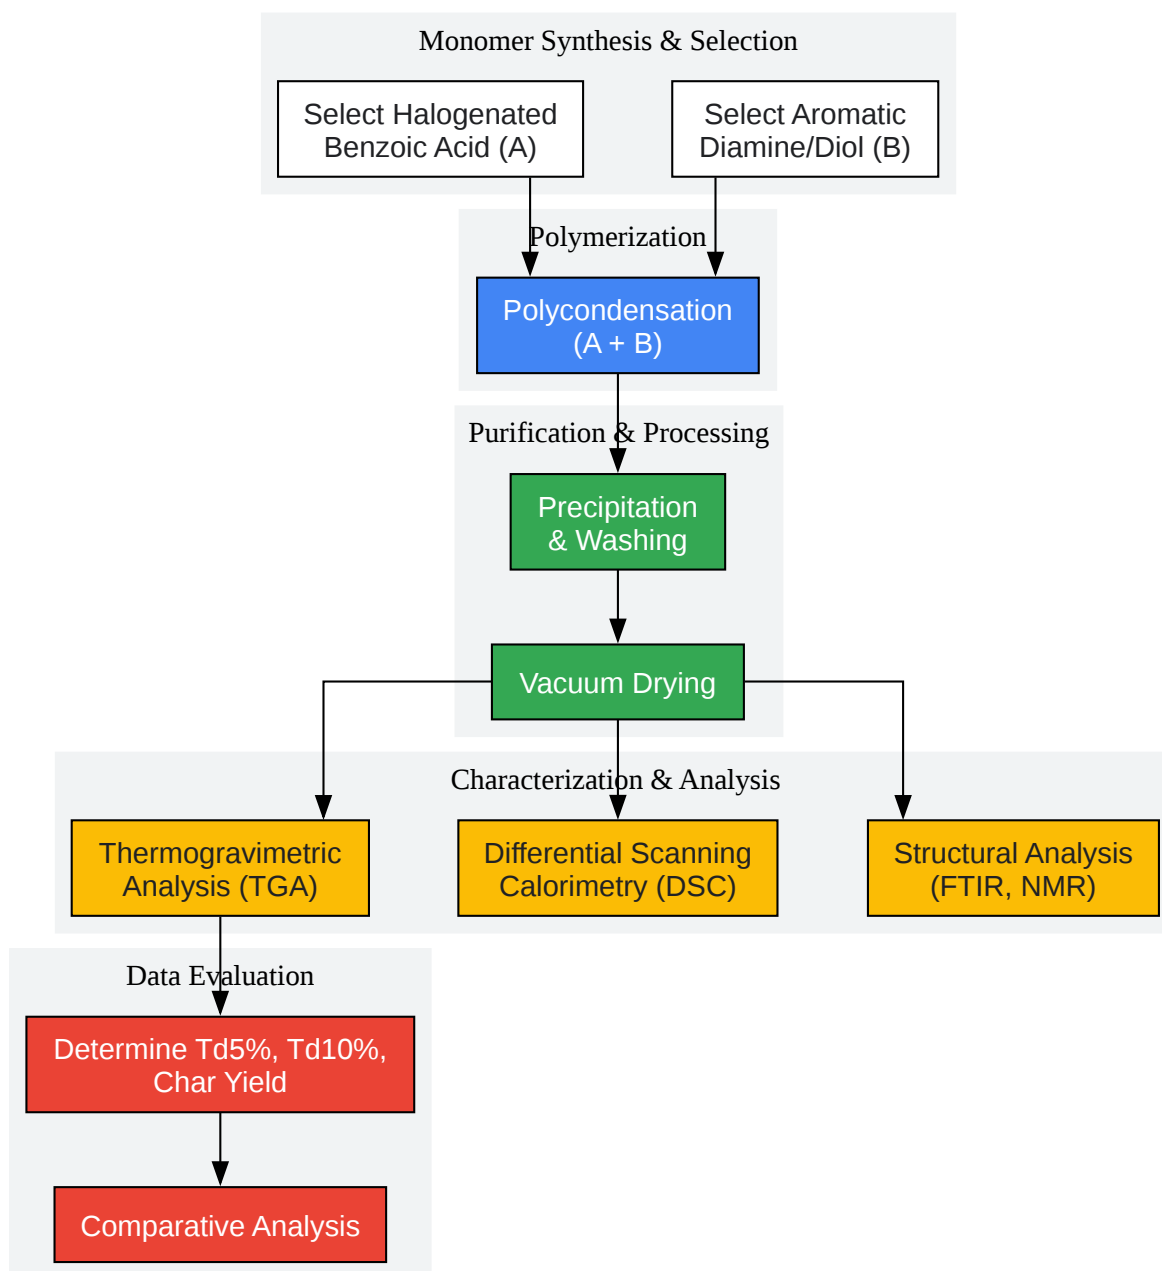 Monomer Synthesis & Selection
Select Halogenated
Benzoic Acid (A)
Select Aromatic
Diamine/Diol (B)
Polymerization
Polycondensation
(A + B)
Purification & Processing
Precipitation
& Washing
Vacuum Drying
Characterization & Analysis
Thermogravimetric
Analysis (TGA)
Differential Scanning
Calorimetry (DSC)
Structural Analysis
(FTIR, NMR)
Data Evaluation
Determine Td5%, Td10%,
Char Yield
Comparative Analysis